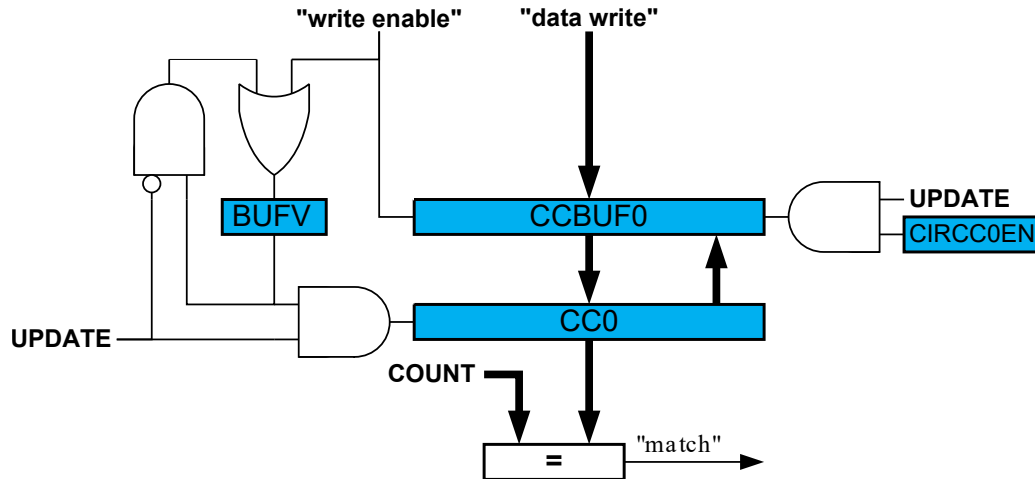 "write enable"
"data write"
BUFV
CCBUF0
UPDATE
CIRCC0EN
UPDATE
CC0
COUNT
=
"match"